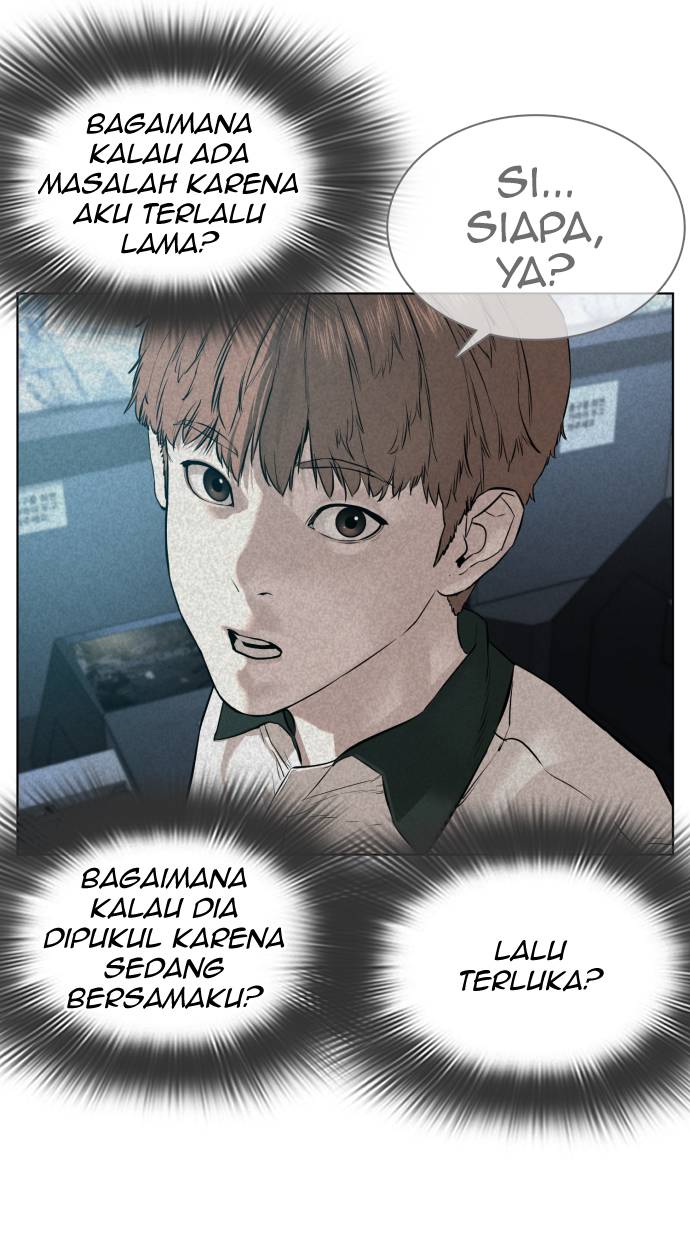 BAGAIMANA
KALAU ADA
MASALAH KARENA
AKU TERLALU
LAMA?
SI...
SIAPA,
YA?
BAGAIMANA
KALAU DIA
DIPUKUL KARENA
SEDANG
BERSAMAKU?
LALU
TERLUKA?